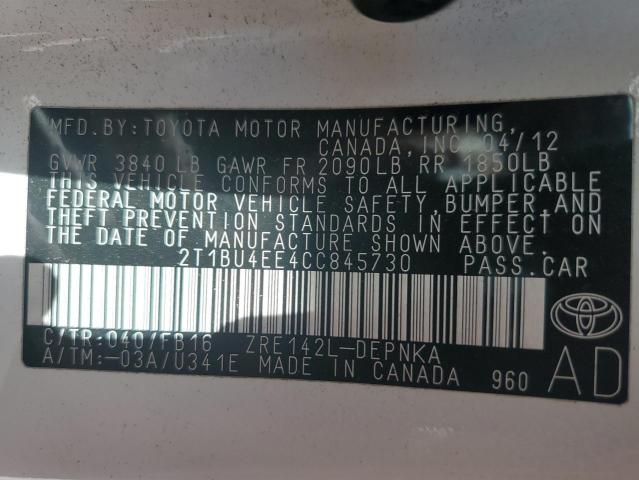 MFD.BY:TOYOTA MOTOR MANUFACTURING,
CANADA, INC. 04/12
GVWR 3840 LB GAWR FR 2090LB, RR 1850LB
THIS VEHICLE CONFORMS TO ALL APPLICABLE
FEDERAL MOTOR VEHICLE SAFETY, BUMPER, AND
THEFT PREVENTION STANDARDS IN EFFECT ON
THE DATE OF MANUFACTURE SHOWN ABOVE.
2T1BU4EE4CC845730 PASS.CAR
C/TR:040/FB16 ZRE142L-DEPNKA
A/TM:-03A/U341E MADE IN CANADA 960
AD